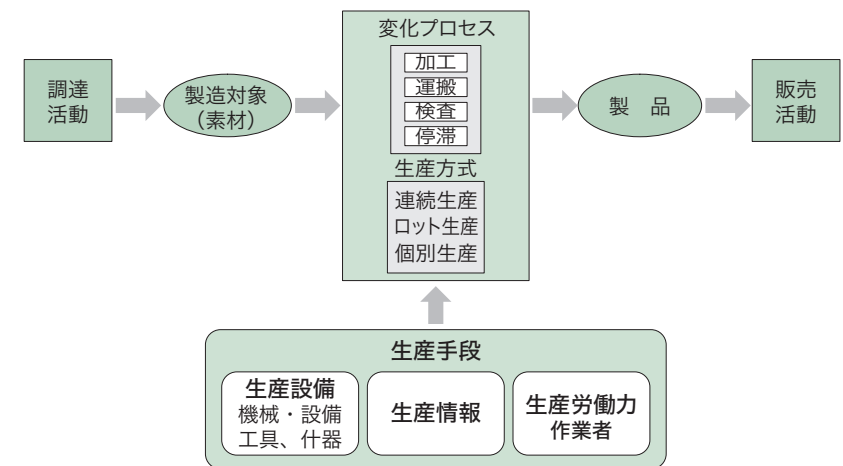 調達
活動
製造対象
（素材）
変化プロセス
加工
運搬
検査
停滞
生産方式
連続生産
ロット生産
個別生産
製　品
販売
活動
生産手段
生産設備
機械・設備
工具、什器
生産情報
生産労働力
作業者